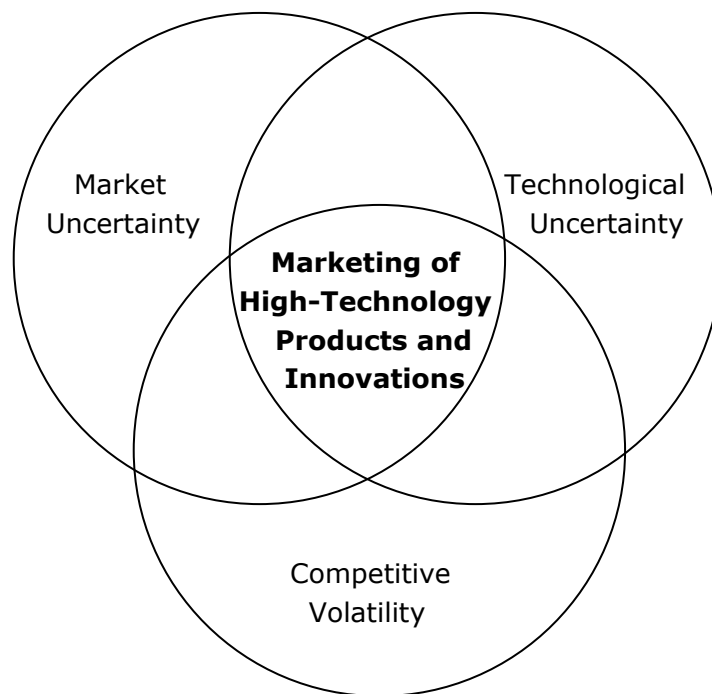 Market
Uncertainty
Technological
Uncertainty
Marketing of
High-Technology
Products and
Innovations
Competitive
Volatility